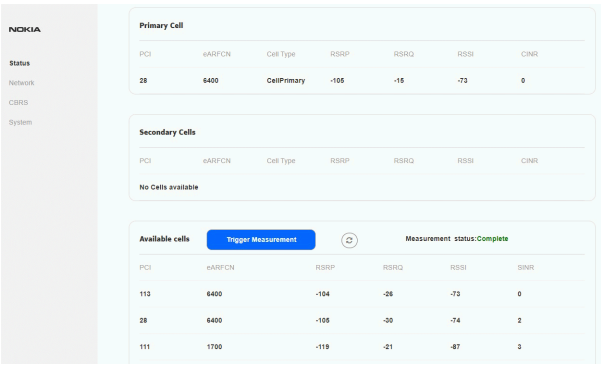 NOKIA
Status
Network
CBRS
System
Primary Cell
PCI eARFCN Cell Type RSRP RSRQ RSSI CINR
28 6400 CellPrimary -105 -15 -73 0
Secondary Cells
PCI eARFCN Cell Type RSRP RSRQ RSSI CINR
No Cells available
Available cells Trigger Measurement Measurement status:Complete
PCI eARFCN RSRP RSRQ RSSI SINR
113 6400 -104 -26 -73 0
28 6400 -105 -30 -74 2
111 1700 -119 -21 -87 3